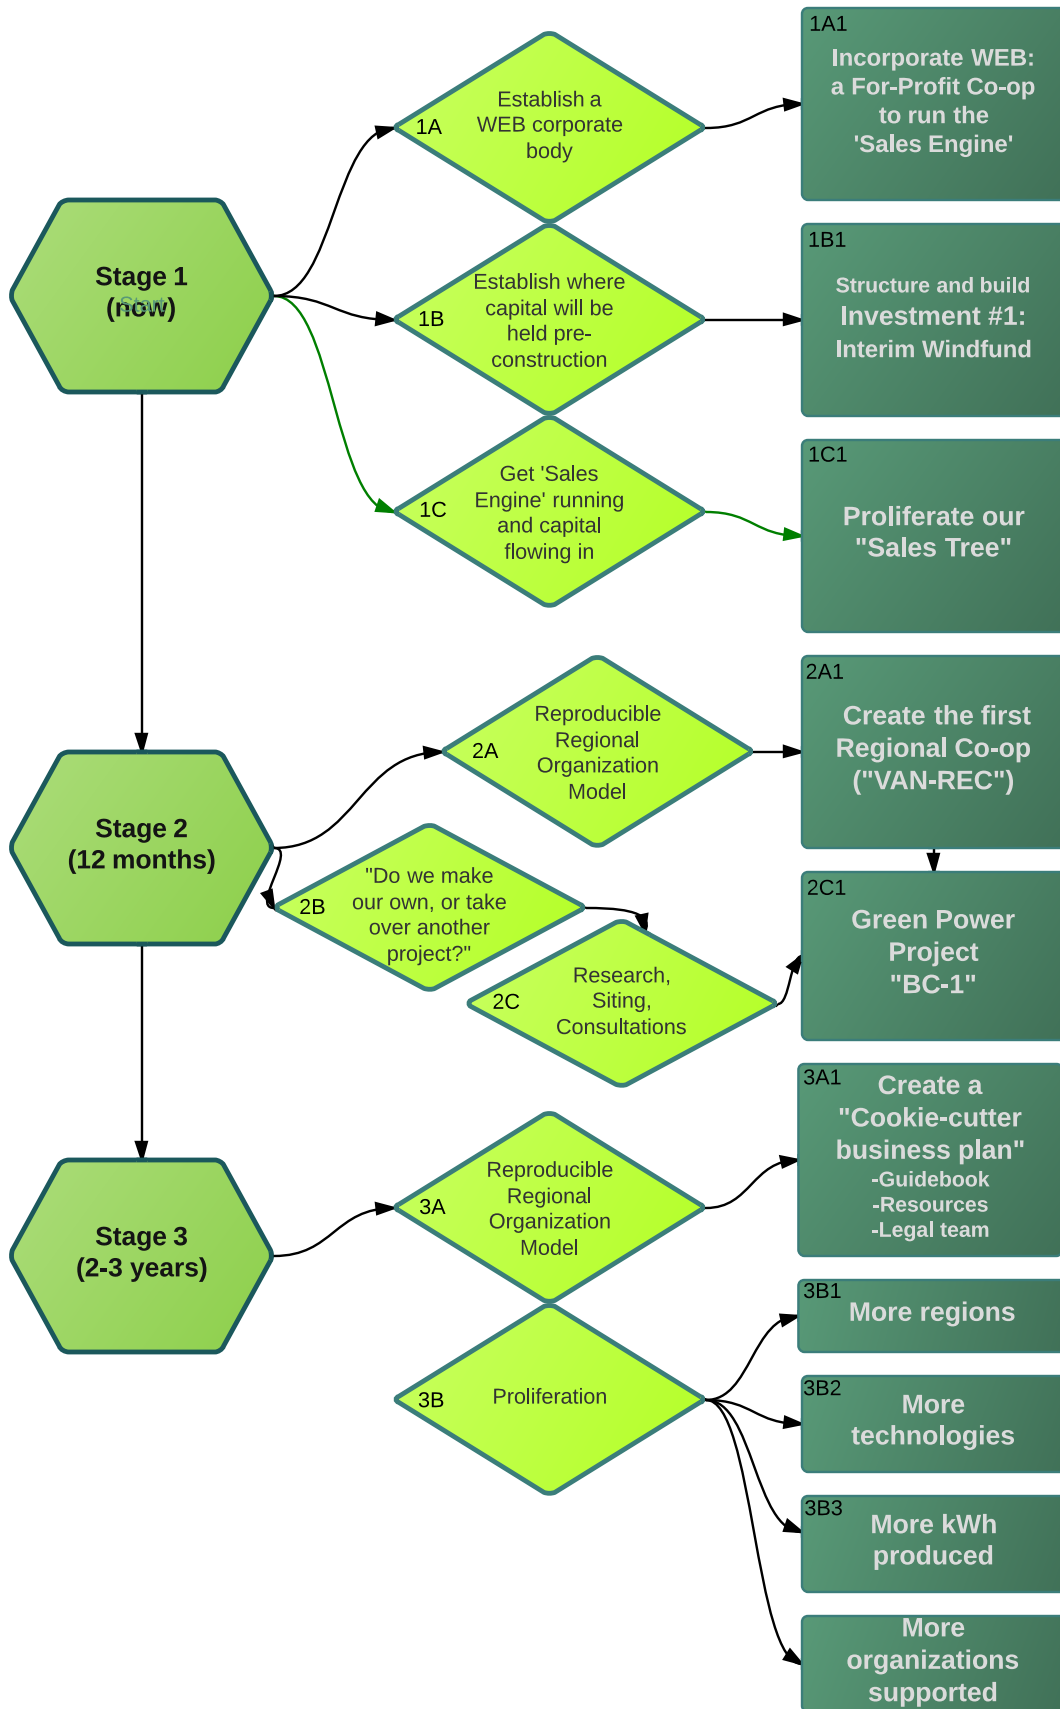 1A1
Incorporate WEB:
a For-Profit Co-op
to run the
'Sales Engine'
Establish a
WEB corporate
body
1A
Stage 1
(now)
Start
1B1
Structure and build
Investment #1:
Interim Windfund
Establish where
capital will be
held pre-
construction
1B
1C1
Proliferate our
"Sales Tree"
Get 'Sales
Engine' running
and capital
flowing in
1C
2A1
Create the first
Regional Co-op
("VAN-REC")
Reproducible
Regional
Organization
Model
2A
Stage 2
(12 months)
"Do we make
our own, or take
over another
project?"
2B
2C1
Green Power
Project
"BC-1"
Research,
Siting,
Consultations
2C
3A1
Create a
"Cookie-cutter
business plan"
-Guidebook
-Resources
-Legal team
Reproducible
Regional
Organization
Model
3A
Stage 3
(2-3 years)
3B1
More regions
3B
Proliferation
3B2
More
technologies
3B3
More kWh
produced
More
organizations
supported